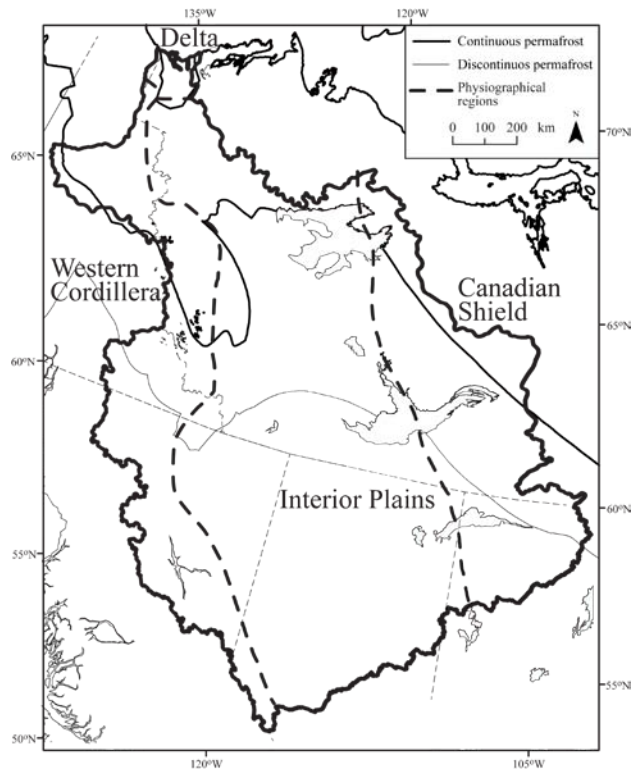 135°W
120°W
Delta
Continuous permafrost
Discontinuos permafrost
Physiographical
regions
N
0 100 200 km
70°N
65°N
Western
Cordillera
Canadian
Shield
65°N
60°N
Interior Plains
60°N
55°N
55°N
50°N
120°W
105°W